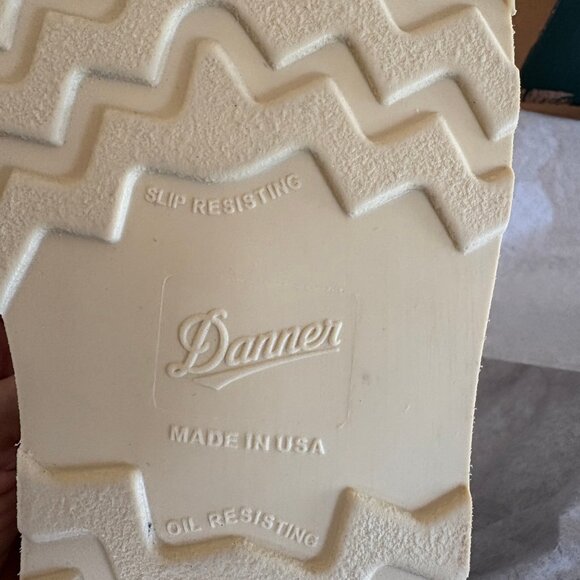 SLIP RESISTING
Danner
MADE IN USA
OIL RESISTING